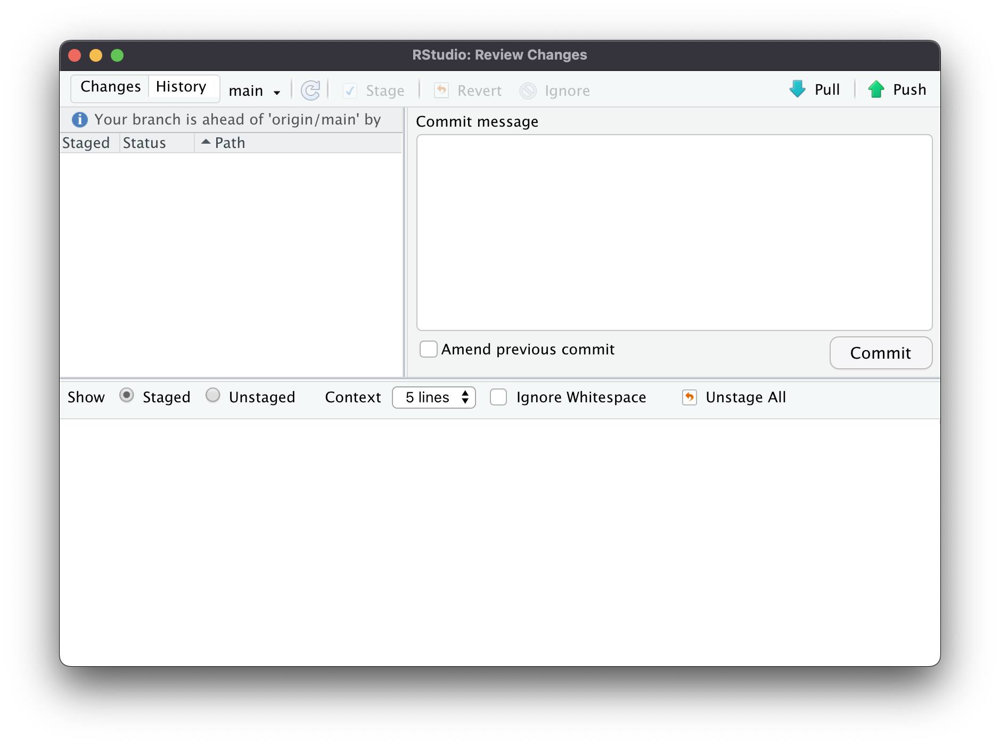 RStudio: Review Changes
Changes History main Stage Revert Ignore Pull Push
Your branch is ahead of 'origin/main' by
Staged Status Path
Commit message
Amend previous commit
Commit
Show Staged Unstaged Context 5 lines Ignore Whitespace Unstage All